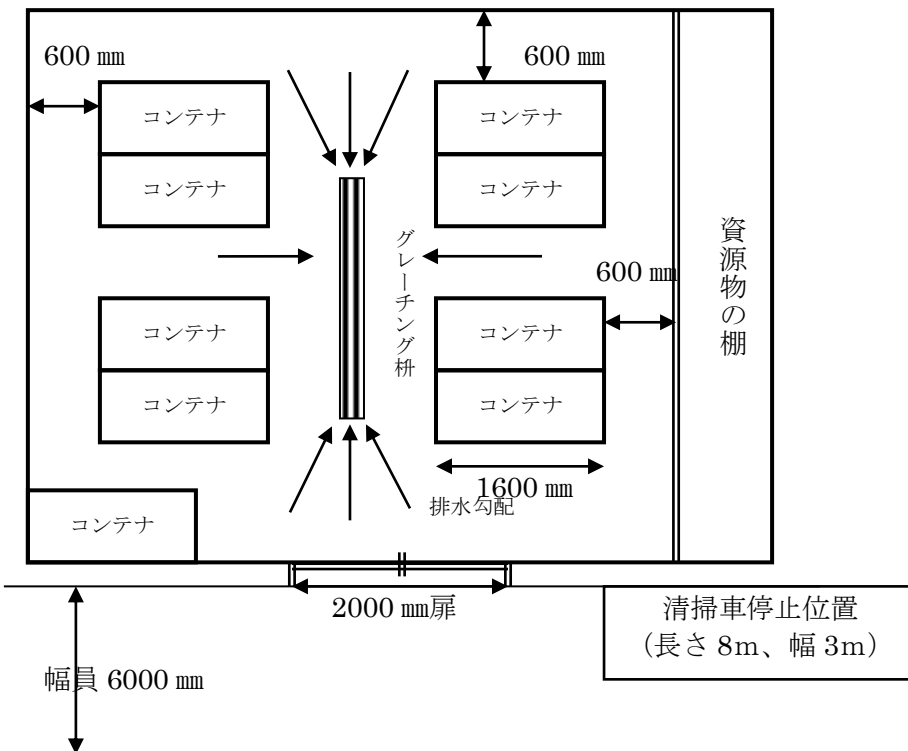 600 ㎜
600 ㎜
コンテナ
コンテナ
コンテナ
コンテナ
グレーチング枡
600 ㎜
資源物の棚
コンテナ
コンテナ
コンテナ
コンテナ
1600 ㎜
排水勾配
コンテナ
2000 ㎜扉
清掃車停止位置
（長さ 8ｍ、幅 3ｍ）
幅員 6000 ㎜